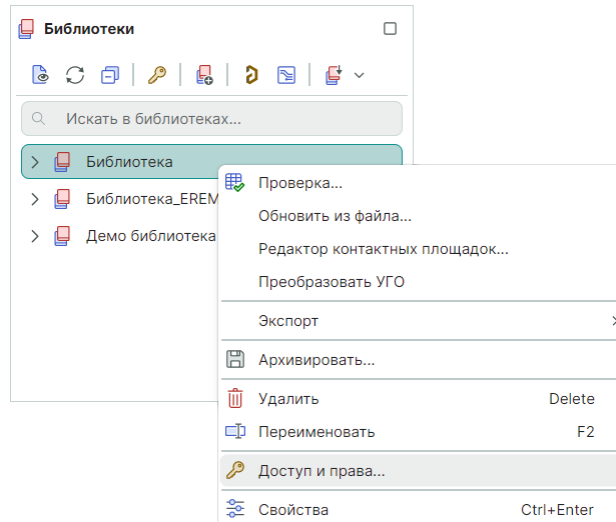 Библиотеки
Искать в библиотеках...
Библиотека
Библиотека_EREM
Демо библиотека
Проверка...
Обновить из файла...
Редактор контактных площадок...
Преобразовать УГО
Экспорт
Архивировать...
Удалить Delete
Переименовать F2
Доступ и права...
Свойства Ctrl+Enter